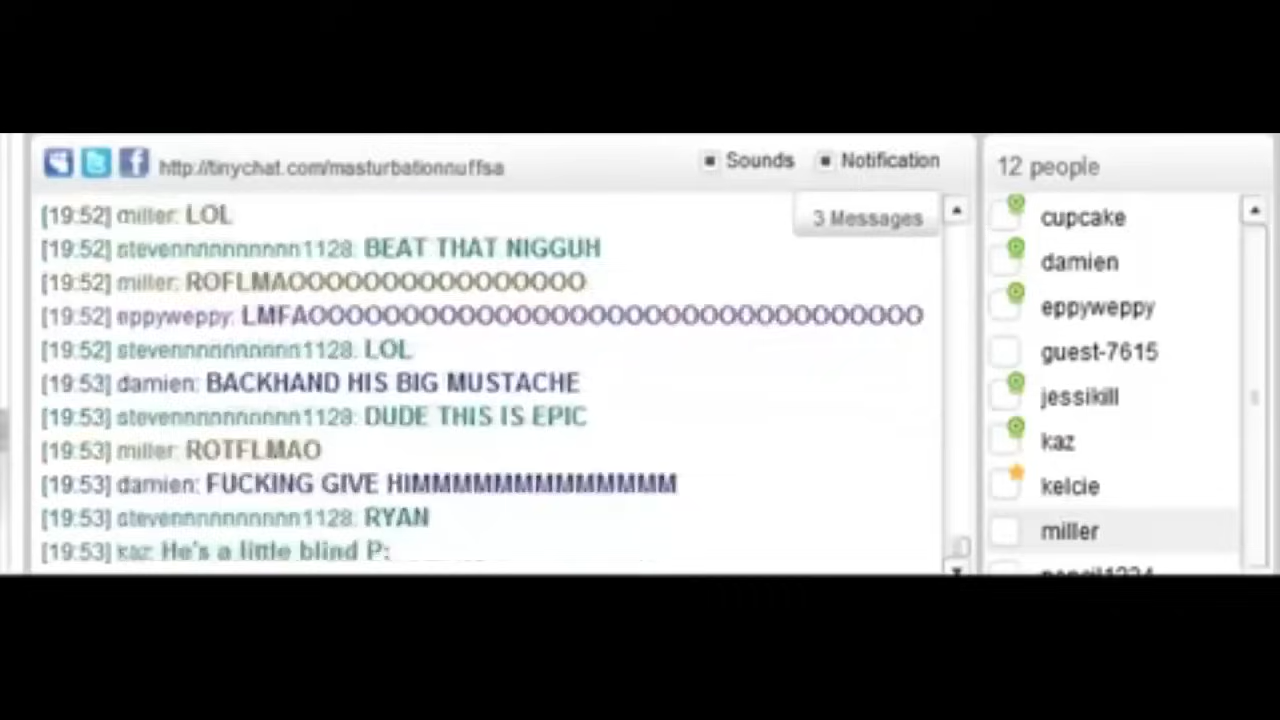 http://tinychat.com/masturbationnuffsa
Sounds
Notification
12 people
3 Messages
[19:52] miller: LOL
[19:52] stevennnnnnnnnn1128: BEAT THAT NIGGUH
[19:52] miller: ROFLMAOOOOOOOOOOOOOOOO
[19:52] eppyweppy: LMFAOOOOOOOOOOOOOOOOOOOOOOOOOOOOOOOOO
[19:52] stevennnnnnnnnn1128: LOL
[19:53] damien: BACKHAND HIS BIG MUSTACHE
[19:53] stevennnnnnnnnn1128: DUDE THIS IS EPIC
[19:53] miller: ROTFLMAO
[19:53] damien: FUCKING GIVE HIMMMMMMMMMMMMM
[19:53] stevennnnnnnnnn1128: RYAN
[19:53] kaz: He's a little blind P:
cupcake
damien
eppyweppy
guest-7615
jessikill
kaz
kelcie
miller